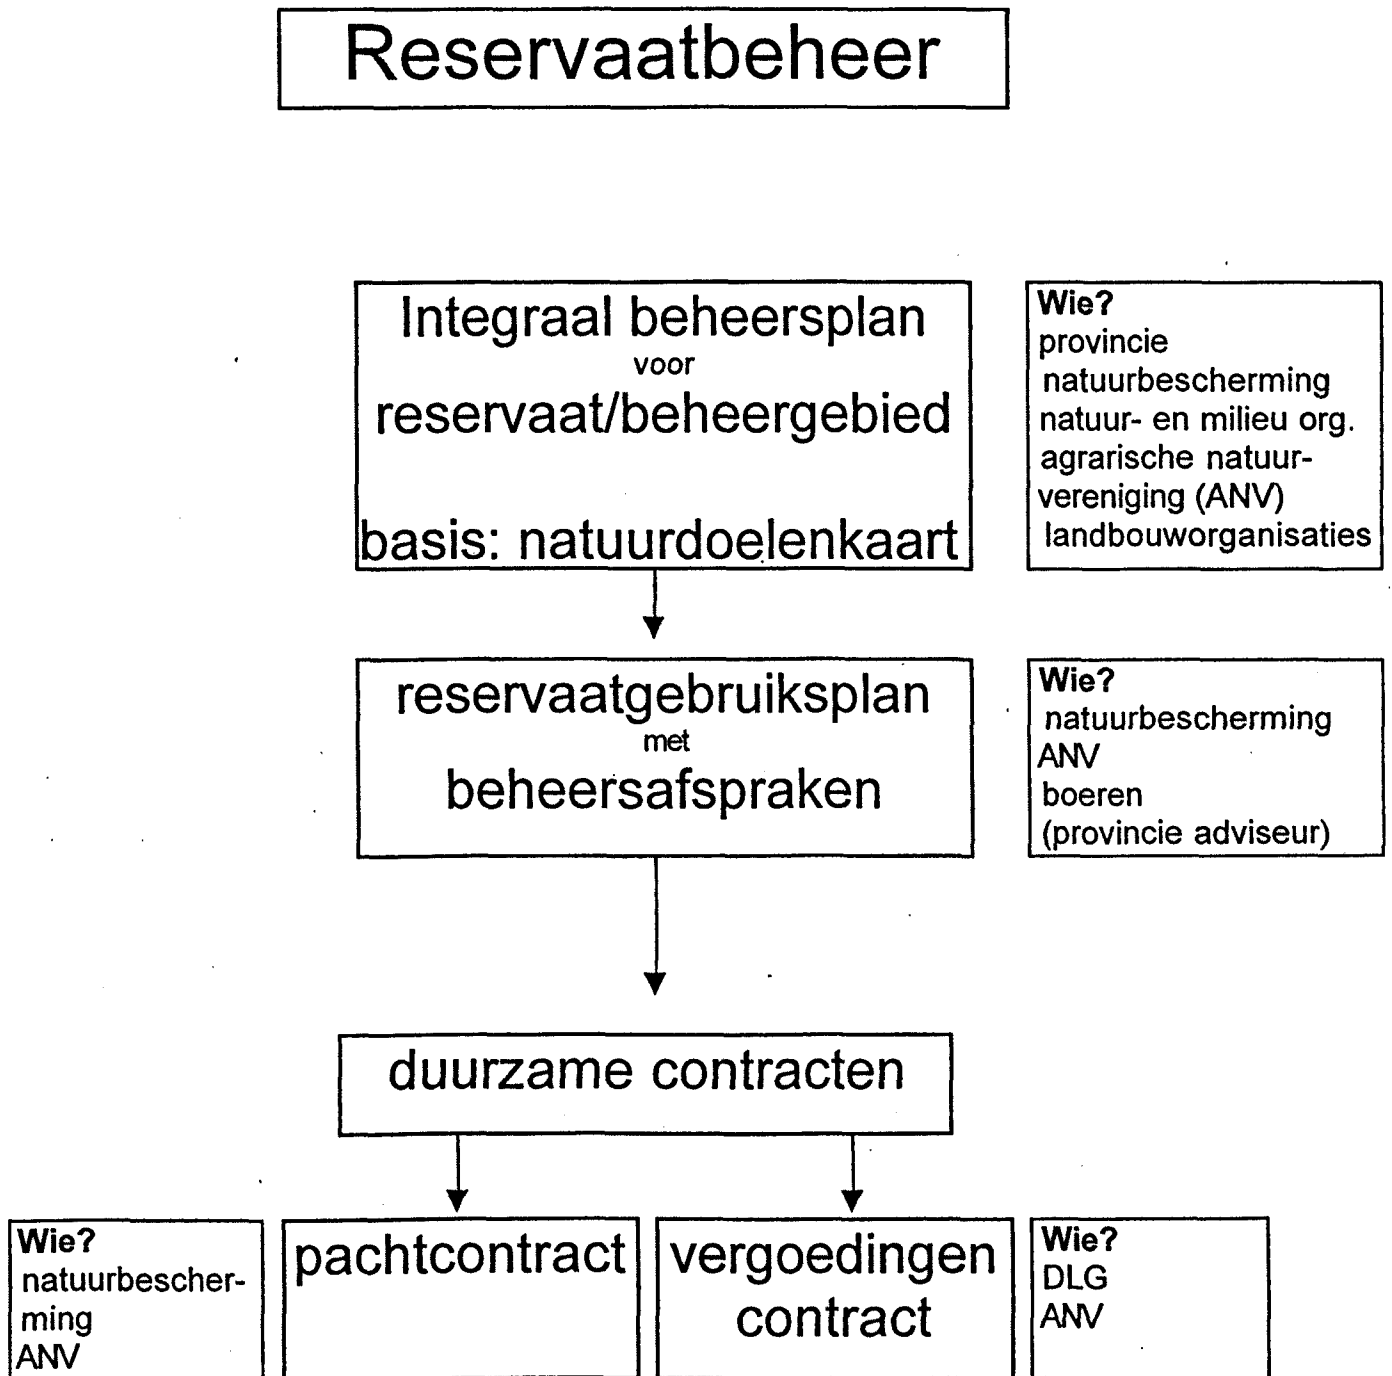 Reservaatbeheer
Integraal beheersplan
voor
reservaat/beheergebied
basis: natuurdoelenkaart
Wie?
provincie
natuurbescherming
natuur- en milieu org.
agrarische natuur-
vereniging (ANV)
landbouworganisaties
reservaatgebruiksplan
met
beheersafspraken
Wie?
natuurbescherming
ANV
boeren
(provincie adviseur)
duurzame contracten
Wie?
natuurbescher-
ming
ANV
pachtcontract
vergoedingen
contract
Wie?
DLG
ANV